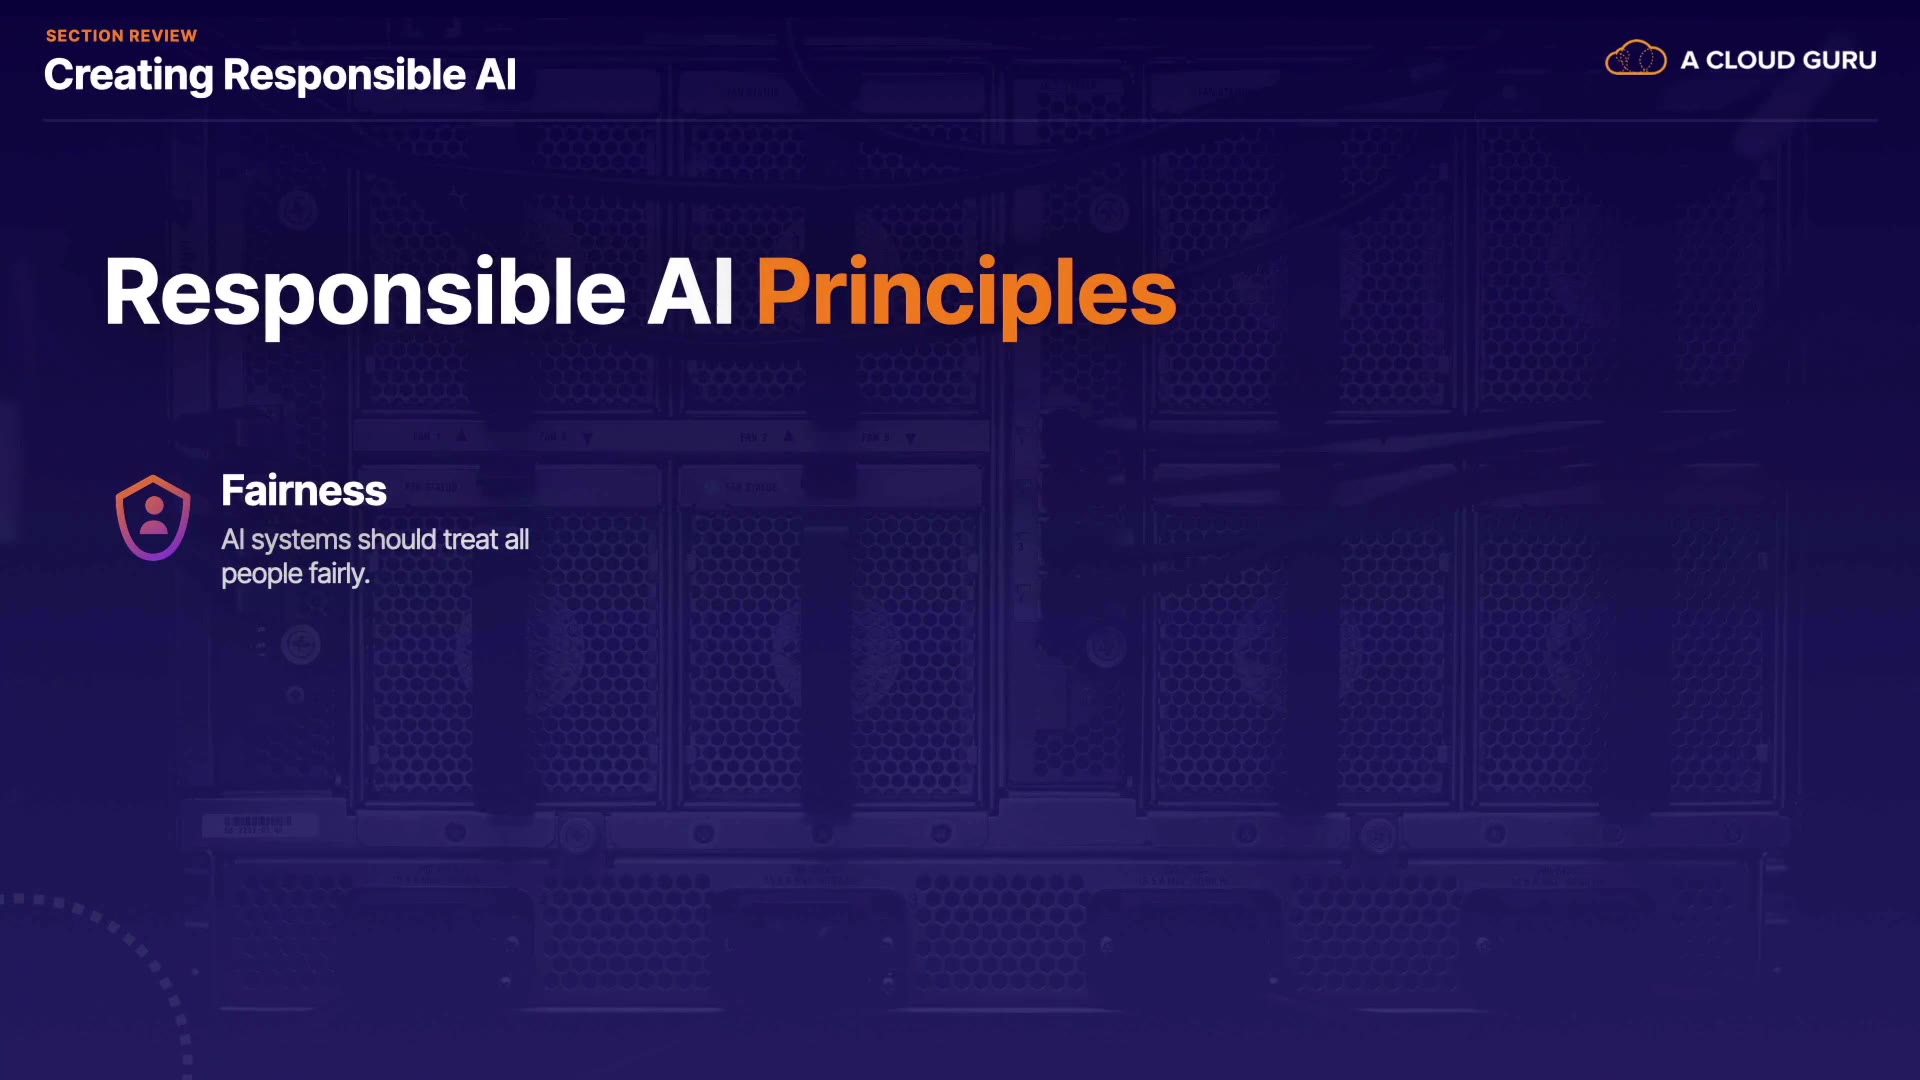 SECTION REVIEW
Creating Responsible AI
A CLOUD GURU
Responsible AI Principles
Fairness
AI systems should treat all
people fairly.